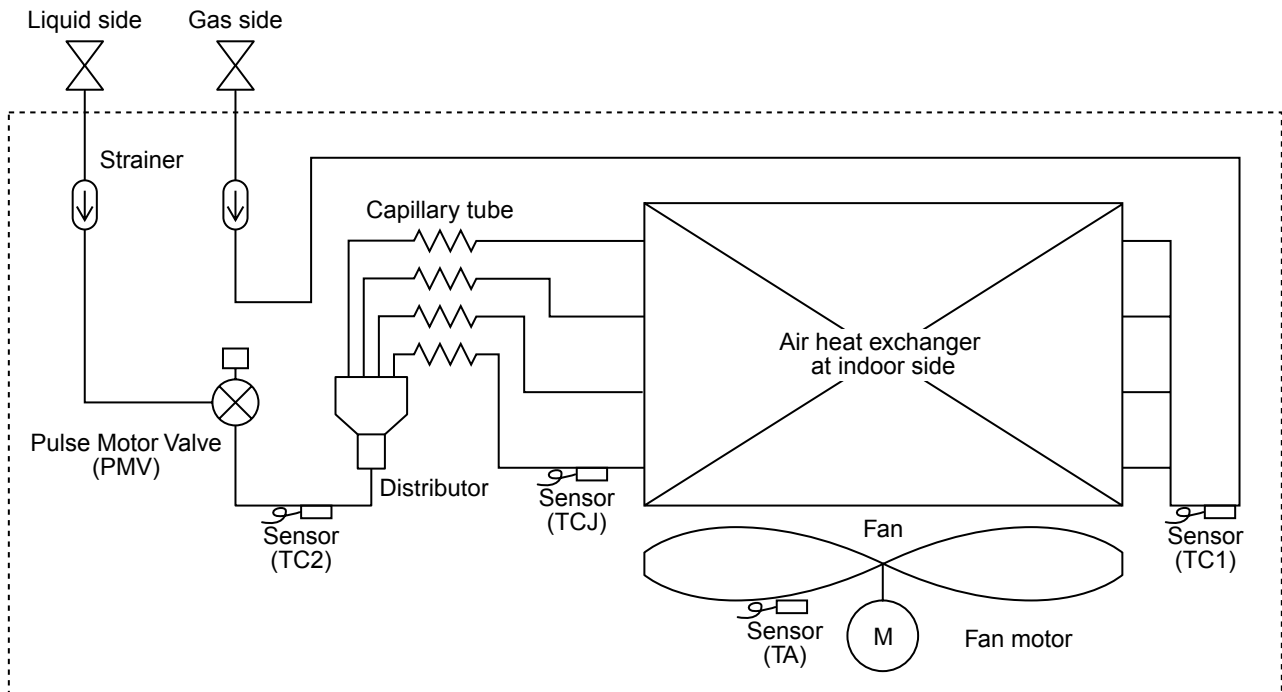 Liquid side
Gas side
Strainer
Capillary tube
Air heat exchanger
at indoor side
Pulse Motor Valve
(PMV)
Distributor
Sensor
(TCJ)
Sensor
(TC2)
Fan
Sensor
(TC1)
Sensor
(TA)
M
Fan motor